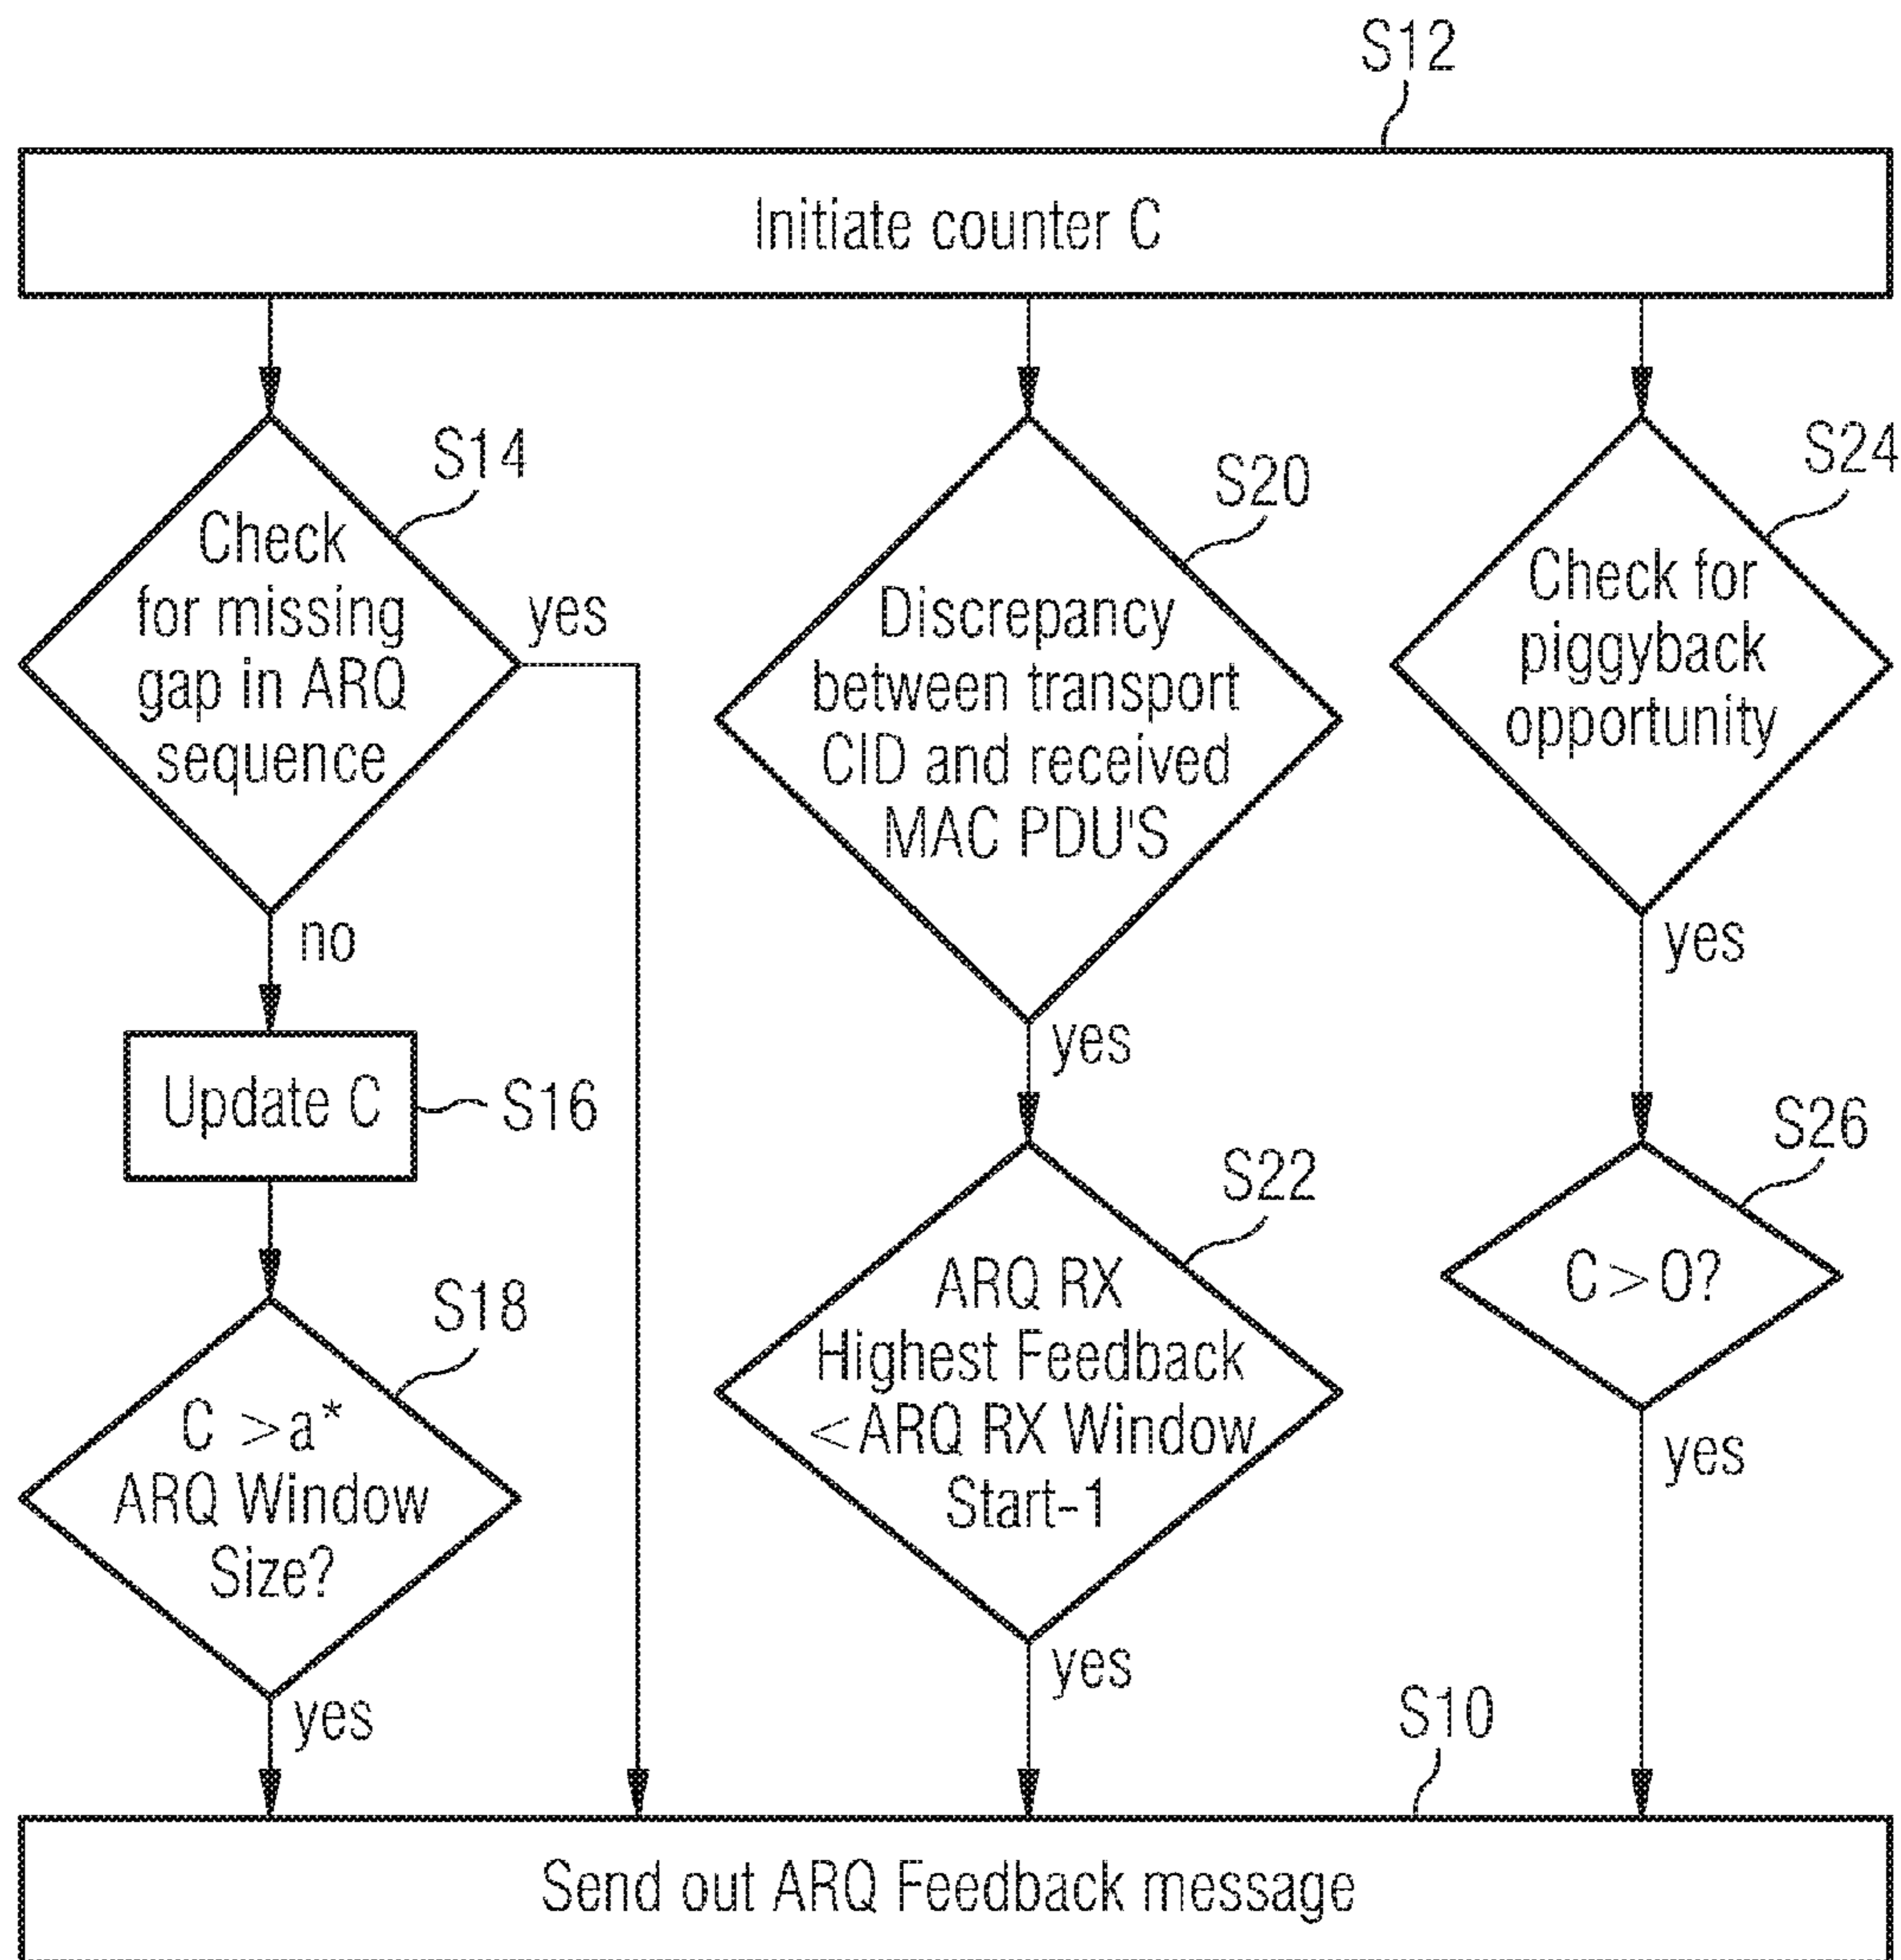 S12
Initiate counter C
S14
Check
for missing
gap in ARQ
sequence
yes
no
Update C
S16
S18
C >a*
ARQ Window
Size?
yes
S20
Discrepancy
between transport
CID and received
MAC PDU'S
yes
S22
ARQ RX
Highest Feedback
<ARQ RX Window
Start-1
yes
S24
Check for
piggyback
opportunity
yes
S26
C>0?
yes
S10
Send out ARQ Feedback message